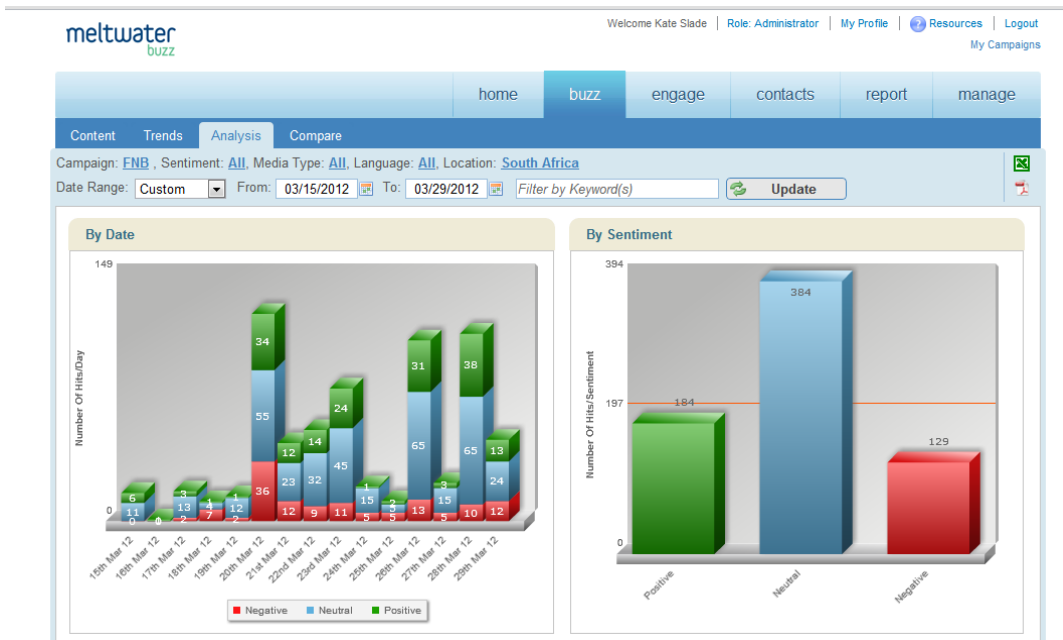 meltwater
buzz
Welcome Kate Slade | Role: Administrator | My Profile | Resources | Logout
My Campaigns
home buzz engage contacts report manage
Content Trends Analysis Compare
Campaign: FNB , Sentiment: All, Media Type: All, Language: All, Location: South Africa
Date Range: Custom From: 03/15/2012 To: 03/29/2012 Filter by Keyword(s) Update
By Date
149
Number Of Hits/Day
0
6
11
0
3
13
2
1
4
7
1
12
2
34
55
36
12
23
12
14
32
9
24
45
11
1
15
5
5
31
65
13
3
15
5
38
65
10
13
24
12
15th Mar 12
16th Mar 12
17th Mar 12
18th Mar 12
19th Mar 12
20th Mar 12
21st Mar 12
22nd Mar 12
23rd Mar 12
24th Mar 12
25th Mar 12
26th Mar 12
27th Mar 12
28th Mar 12
29th Mar 12
Negative Neutral Positive
By Sentiment
394
197
0
Number Of Hits/Sentiment
184
384
129
Positive
Neutral
Negative